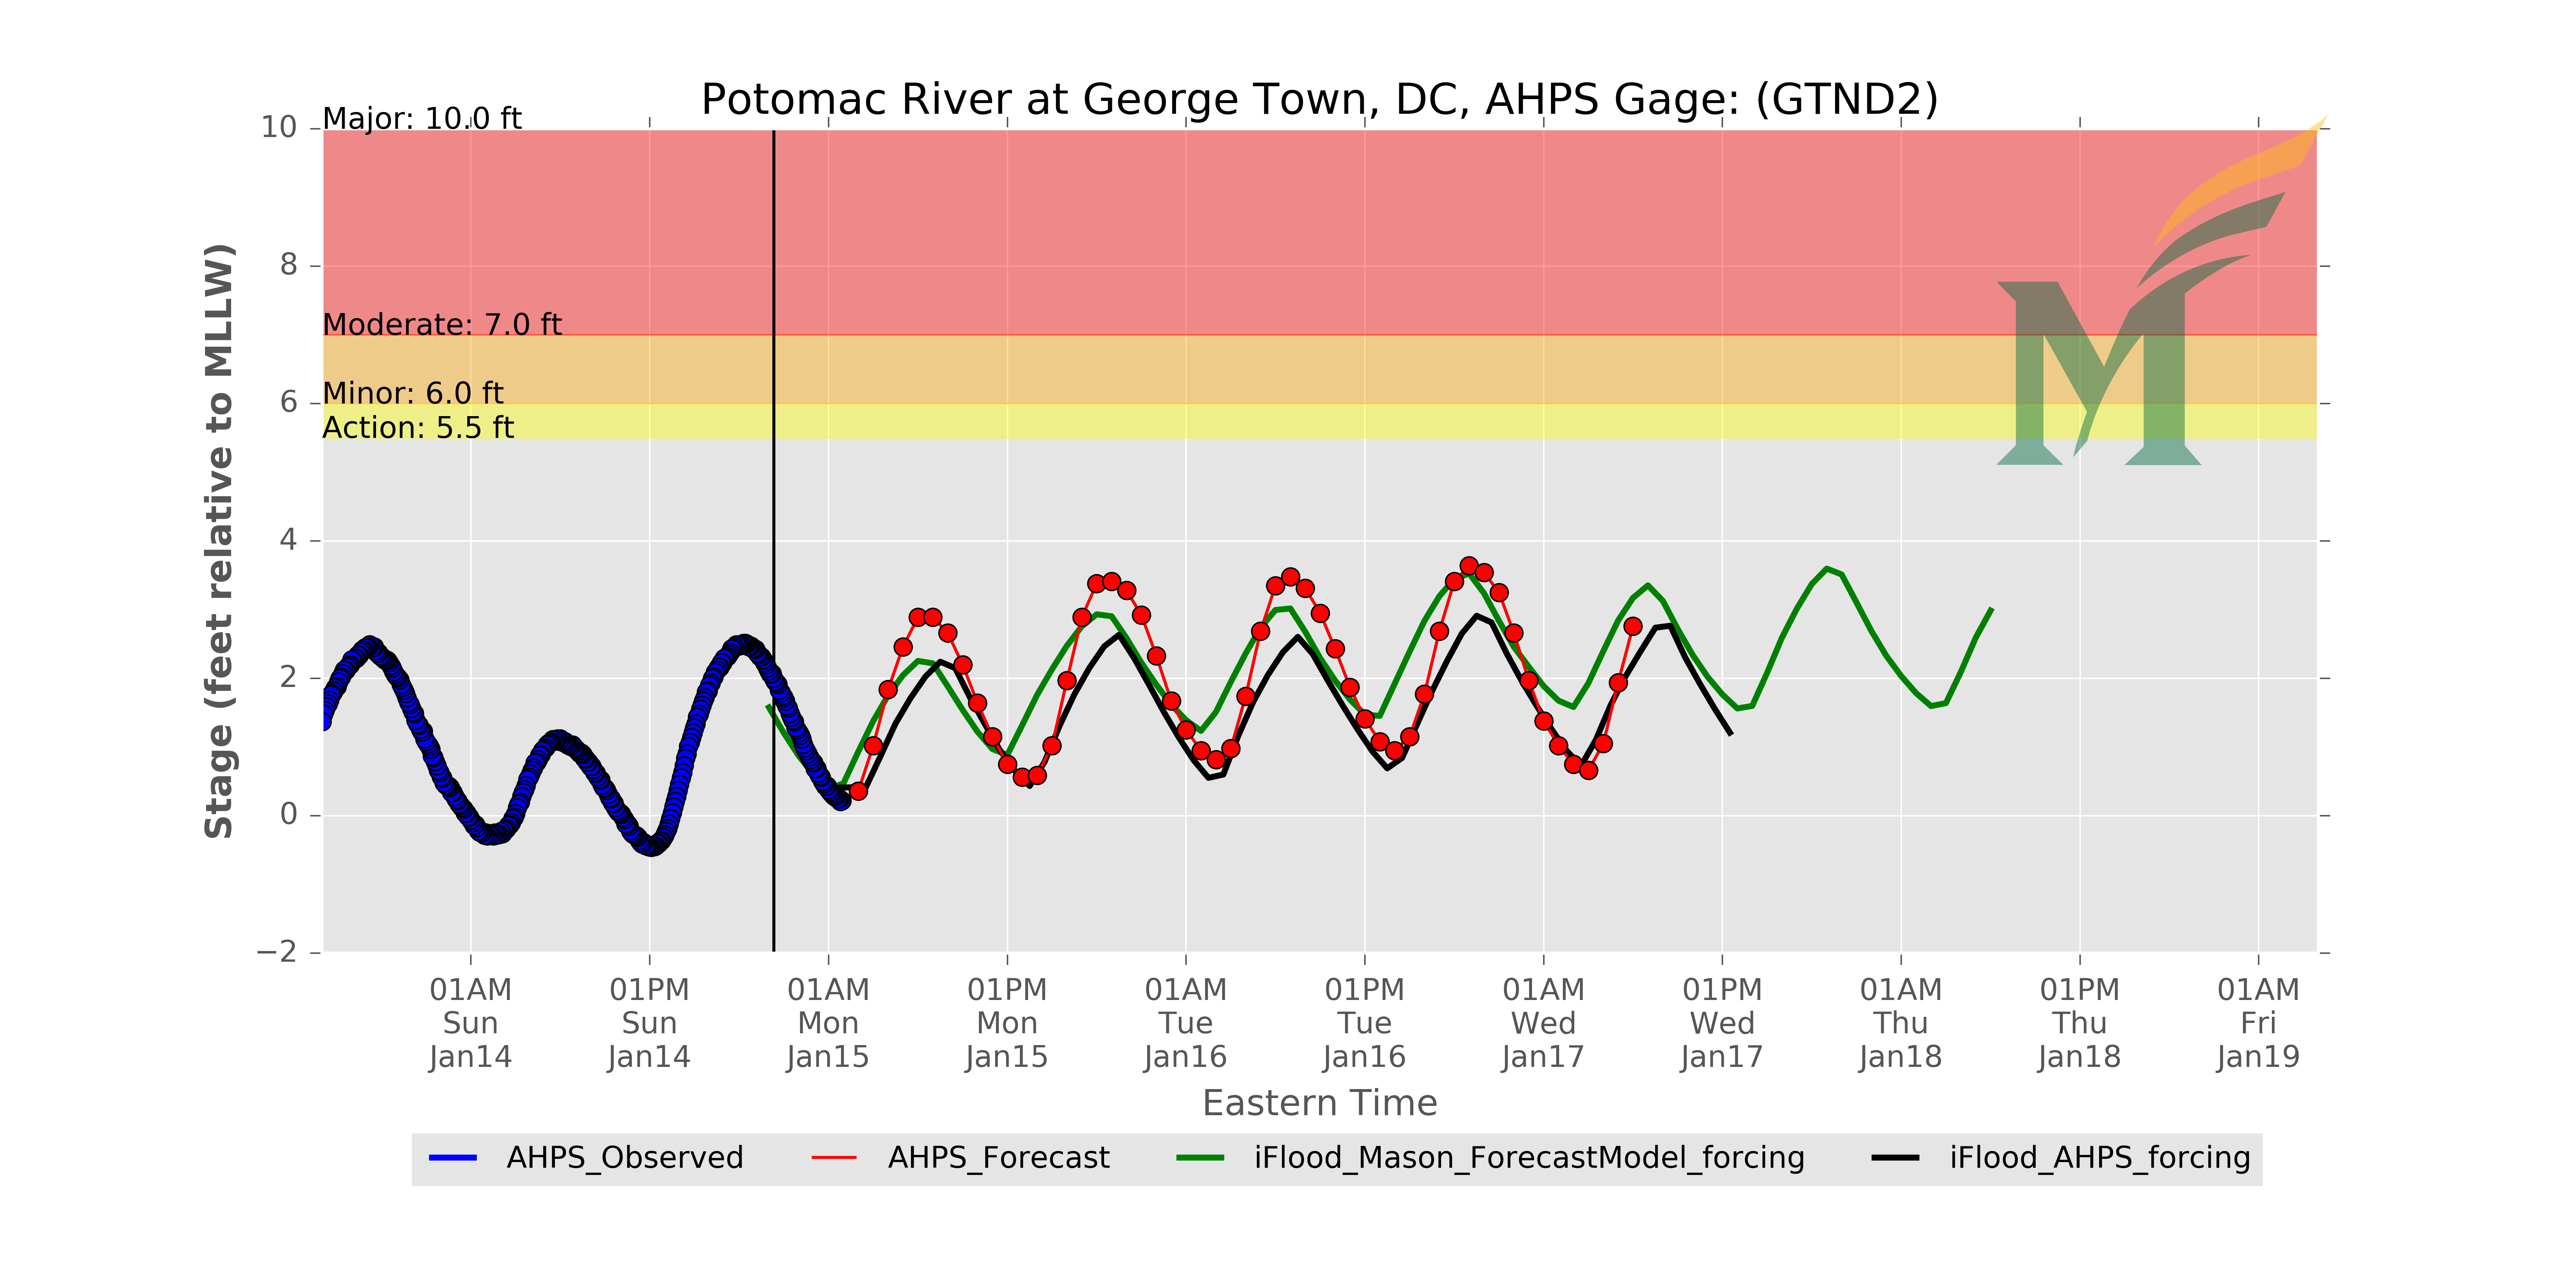 Potomac River at George Town, DC, AHPS Gage: (GTND2)
Major: 10.0 ft
Moderate: 7.0 ft
Minor: 6.0 ft
Action: 5.5 ft
Stage (feet relative to MLLW)
10
8
6
4
2
0
−2
01AM Sun Jan14
01PM Sun Jan14
01AM Mon Jan15
01PM Mon Jan15
01AM Tue Jan16
01PM Tue Jan16
01AM Wed Jan17
01PM Wed Jan17
01AM Thu Jan18
01PM Thu Jan18
01AM Fri Jan19
Eastern Time
AHPS_Observed AHPS_Forecast iFlood_Mason_ForecastModel_forcing iFlood_AHPS_forcing
M